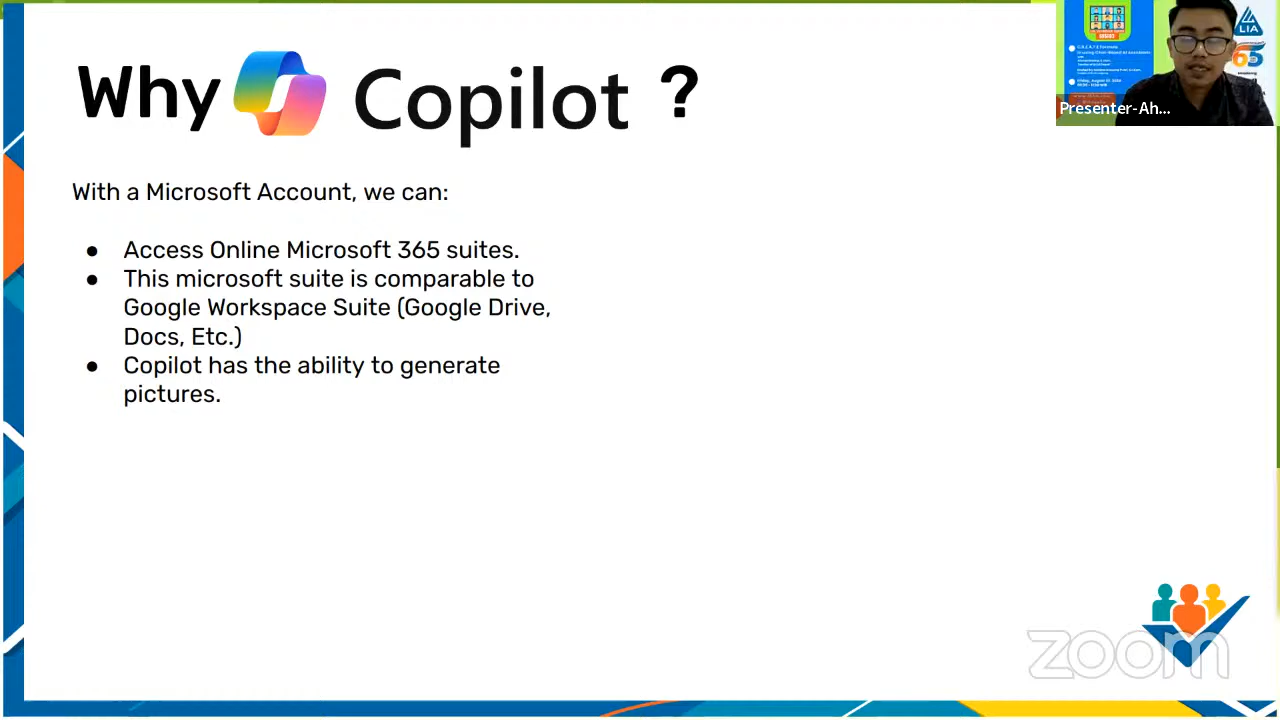 Why Copilot ?
LIA
Presenter-Ah...
With a Microsoft Account, we can:
● Access Online Microsoft 365 suites.
● This microsoft suite is comparable to
Google Workspace Suite (Google Drive,
Docs, Etc.)
● Copilot has the ability to generate
pictures.
zoom